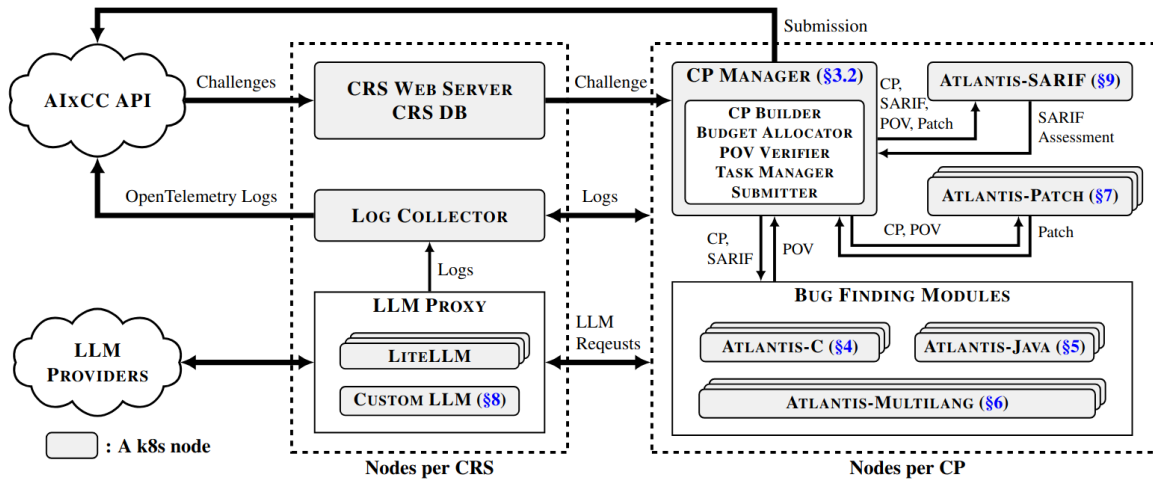 Submission
AIxCC API
Challenges
CRS Web Server
CRS DB
Challenge
CP Manager (§3.2)
CP Builder
Budget Allocator
POV Verifier
Task Manager
Submitter
CP,
SARIF,
POV, Patch
Atlantis-SARIF (§9)
SARIF
Assessment
OpenTelemetry Logs
Log Collector
Logs
Atlantis-Patch (§7)
CP, POV
Patch
CP,
SARIF
POV
Logs
LLM
Providers
LLM Proxy
LiteLLM
Custom LLM (§8)
LLM
Reqeusts
Bug Finding Modules
Atlantis-C (§4)
Atlantis-Java (§5)
Atlantis-Multilang (§6)
: A k8s node
Nodes per CRS
Nodes per CP